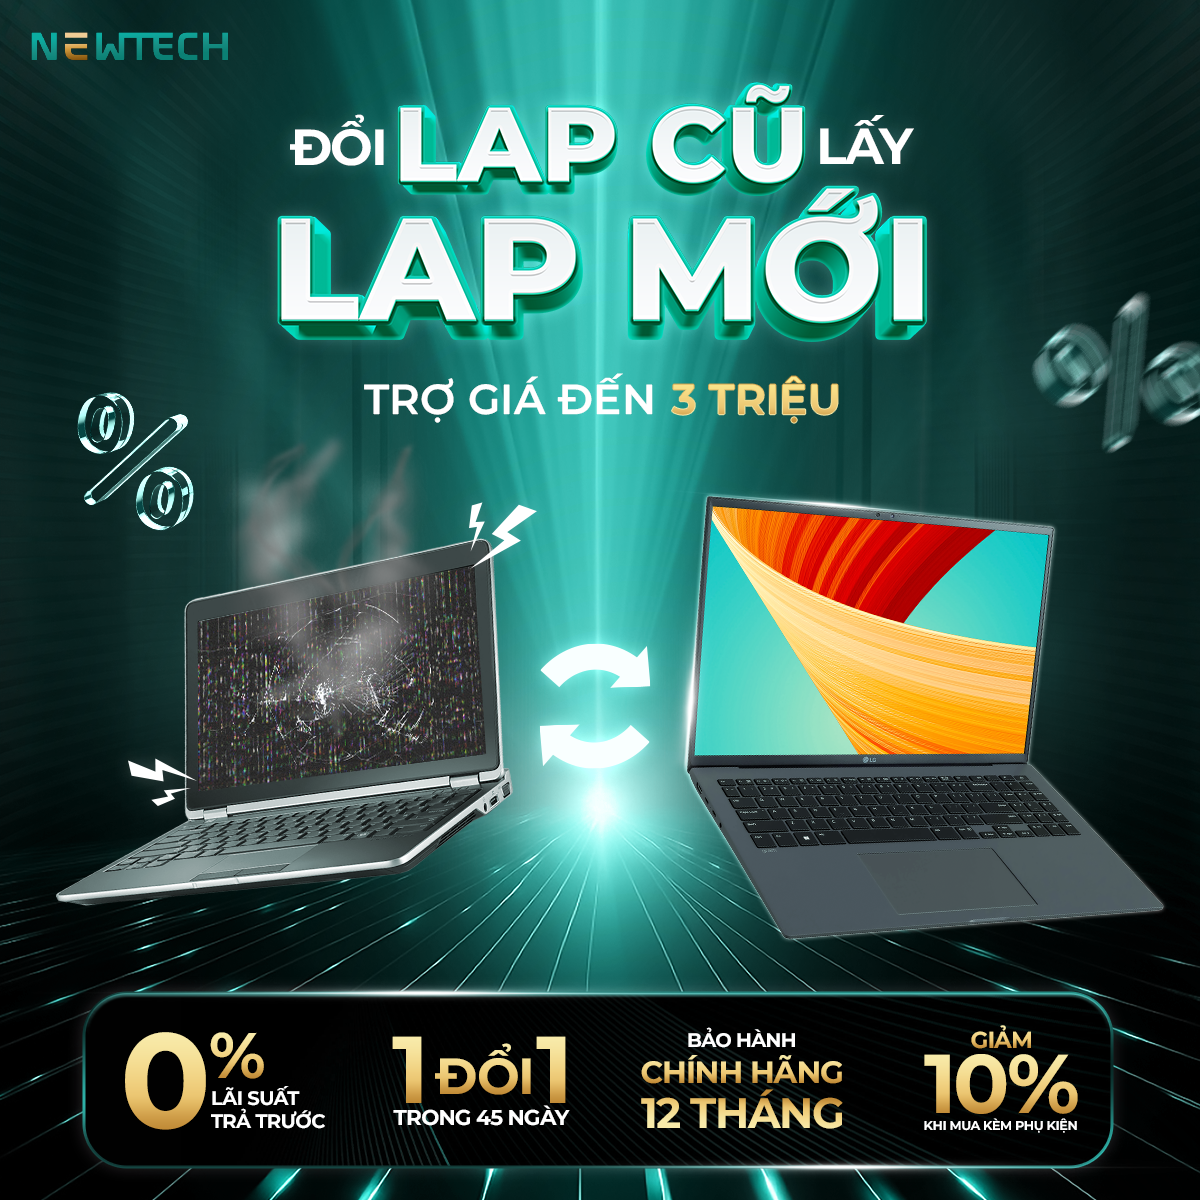 NEWTECH
ĐỔI LAP CŨ LẤY
LAP MỚI
TRỢ GIÁ ĐẾN 3 TRIỆU
LG
0%
LÃI SUẤT
TRẢ TRƯỚC
1 ĐỔI 1
TRONG 45 NGÀY
BẢO HÀNH
CHÍNH HÃNG
12 THÁNG
GIẢM
10%
KHI MUA KÈM PHỤ KIỆN